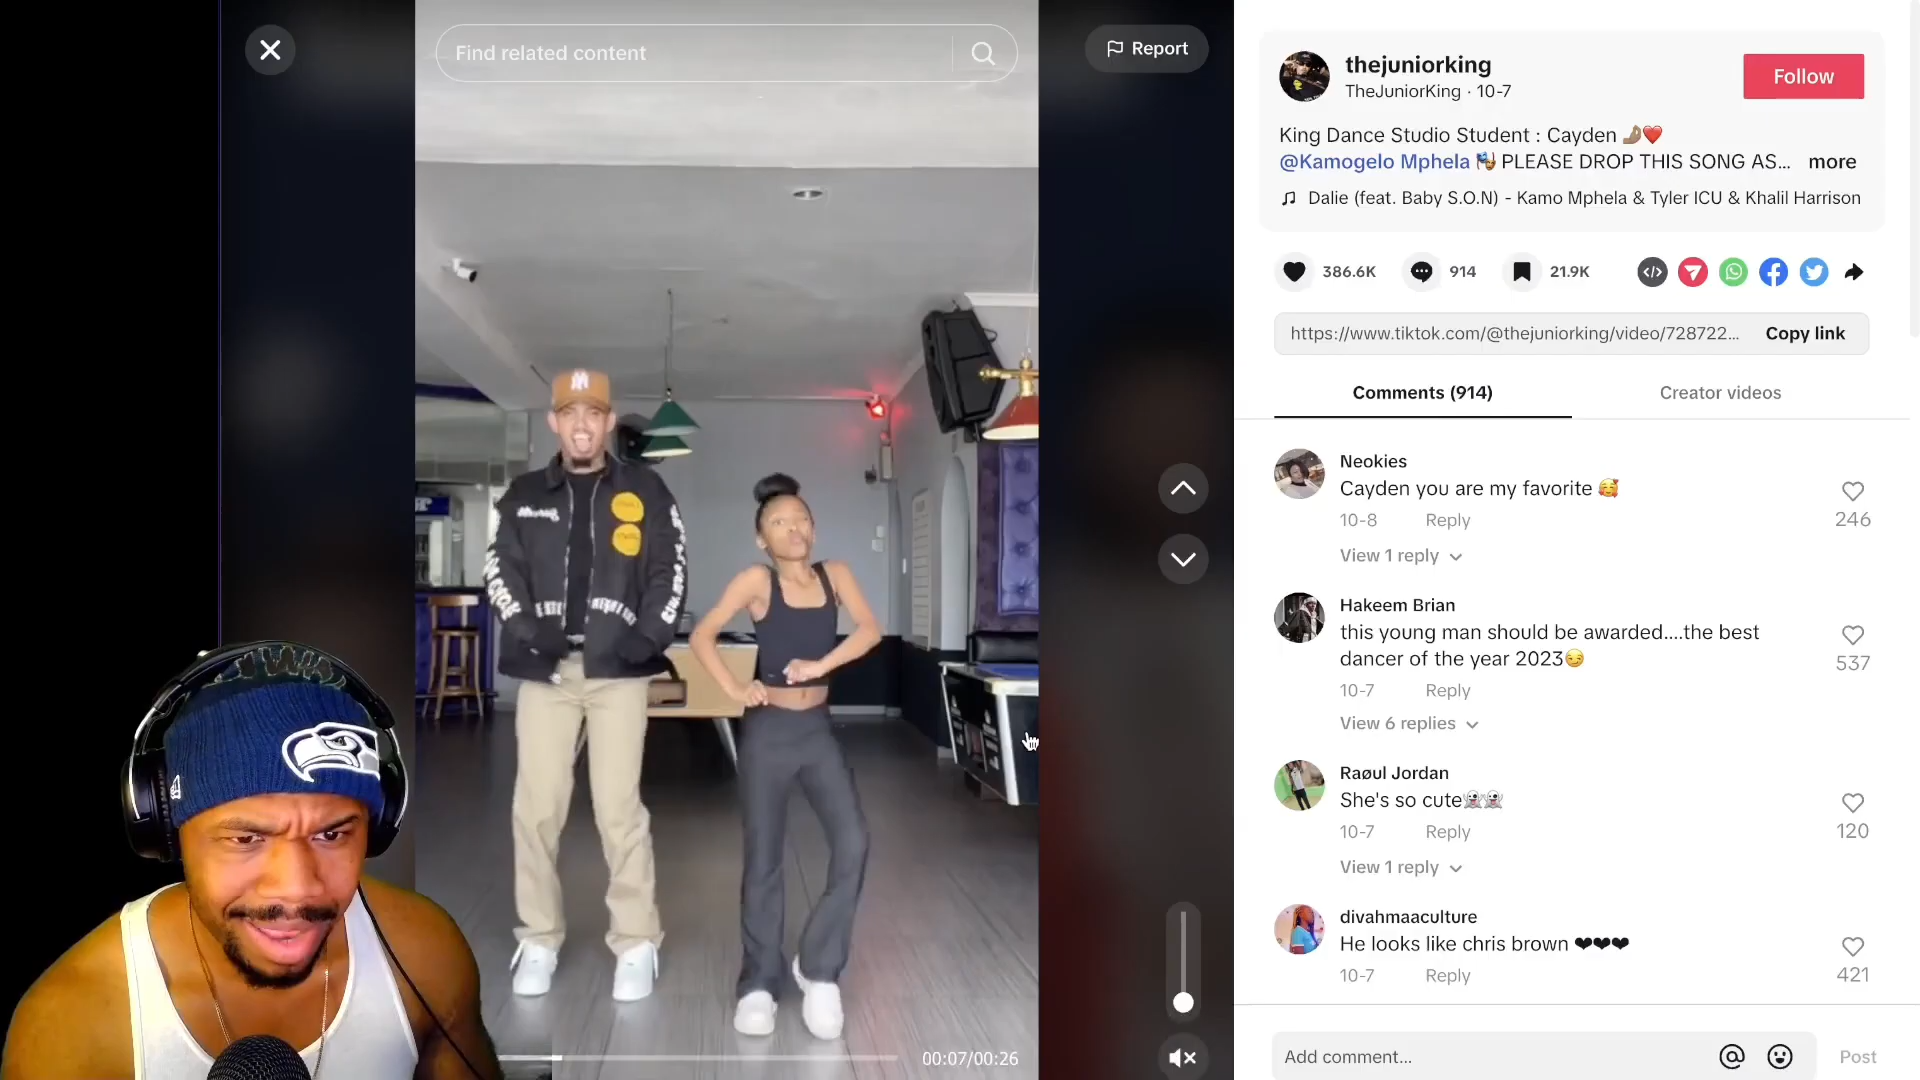 Find related content
Report
thejuniorking
Follow
TheJuniorKing · 10-7
King Dance Studio Student : Cayden 🤌🏽❤️
@Kamogelo Mphela 🎭 PLEASE DROP THIS SONG AS... more
Dalie (feat. Baby S.O.N) - Kamo Mphela & Tyler ICU & Khalil Harrison
386.6K
914
21.9K
https://www.tiktok.com/@thejuniorking/video/728722...
Copy link
Comments (914)
Creator videos
Neokies
Cayden you are my favorite 🥰
246
10-8 Reply
View 1 reply
Hakeem Brian
this young man should be awarded....the best
dancer of the year 2023😏
537
10-7 Reply
View 6 replies
Raøul Jordan
She's so cute👻👻
120
10-7 Reply
View 1 reply
divahmaaculture
He looks like chris brown ❤❤❤
421
10-7 Reply
00:07/00:26
Add comment...
Post